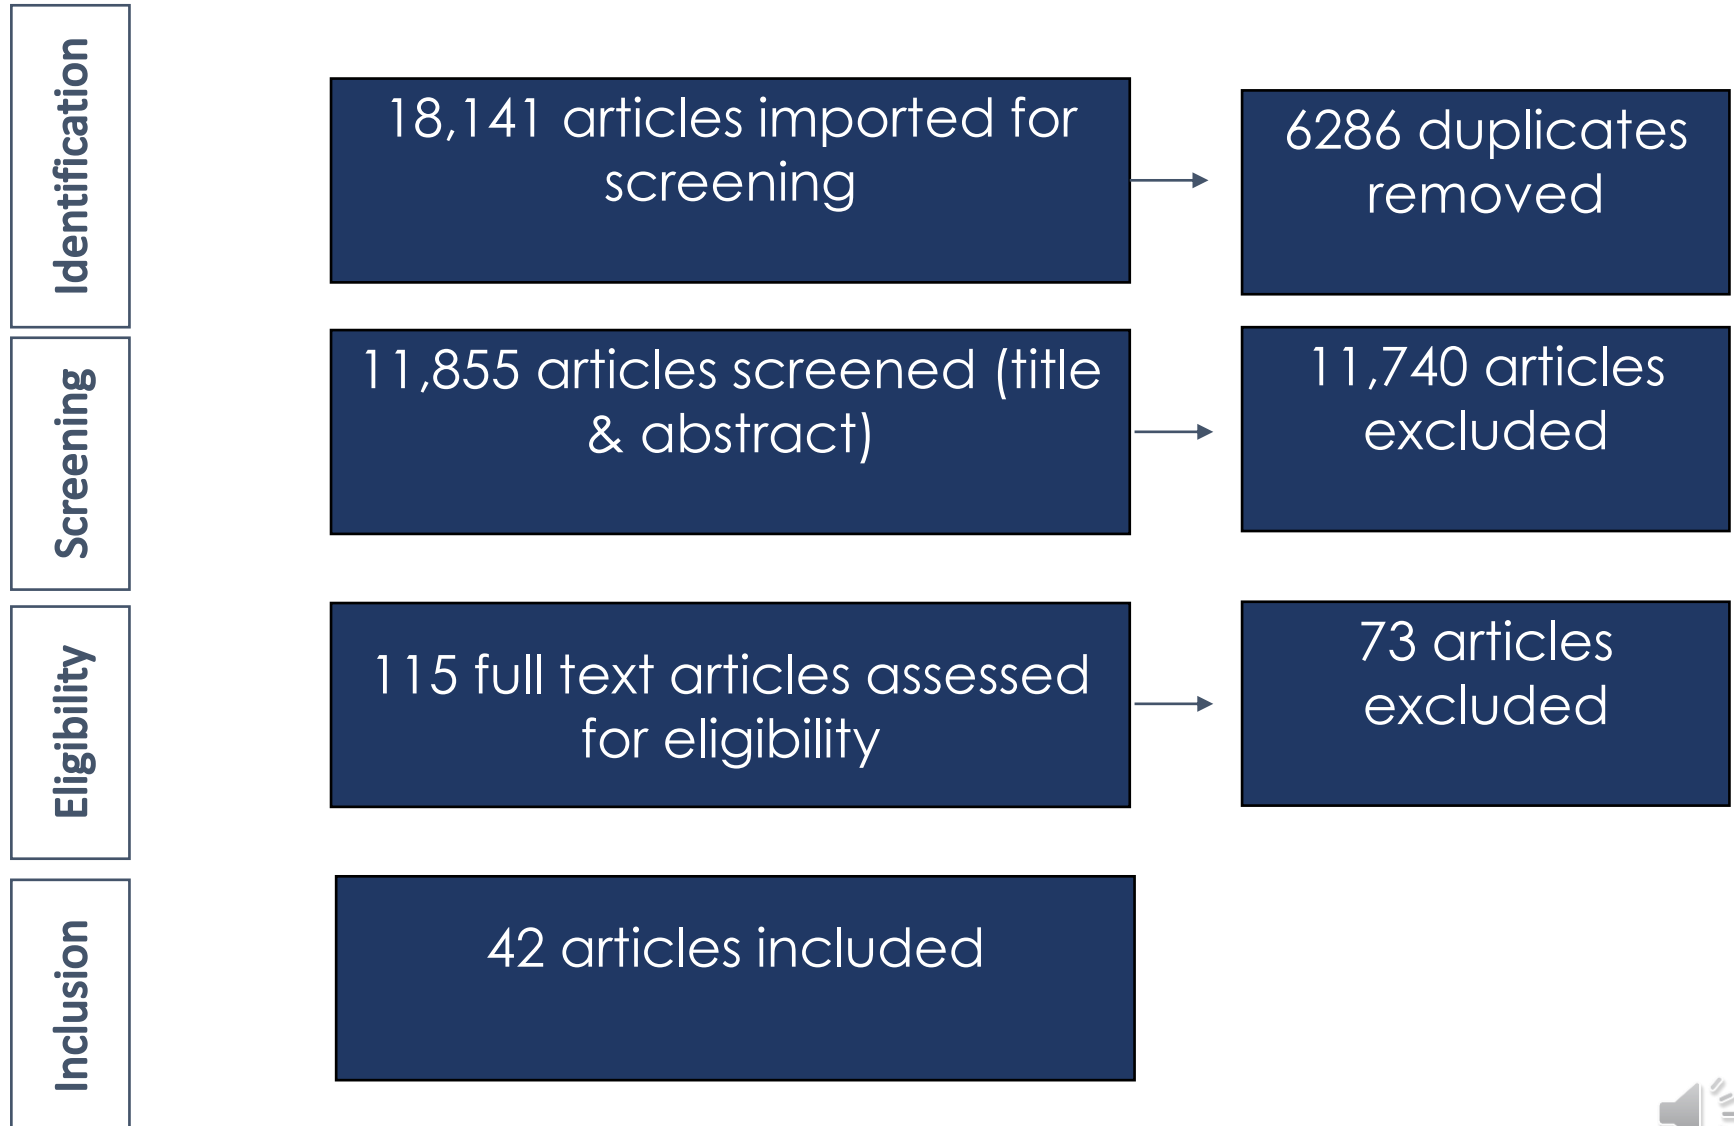 Identification
18,141 articles imported for
screening
6286 duplicates
removed
Screening
11,855 articles screened (title
& abstract)
11,740 articles
excluded
Eligibility
115 full text articles assessed
for eligibility
73 articles
excluded
Inclusion
42 articles included